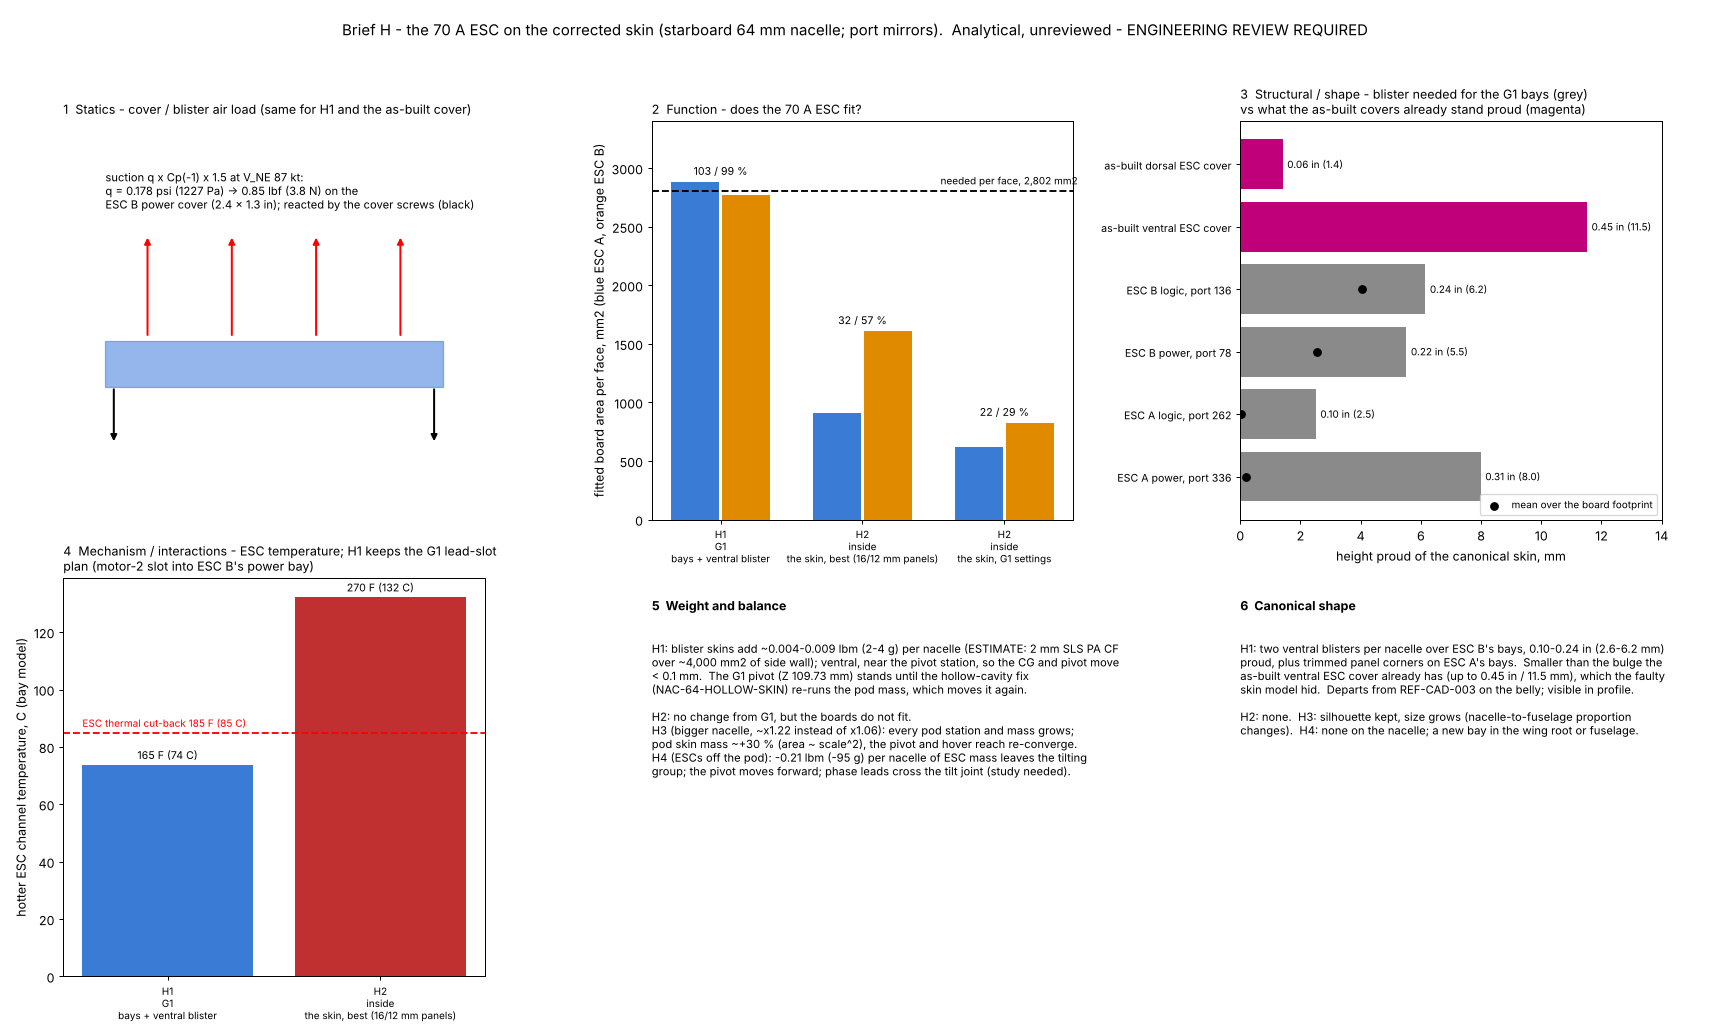 Brief H - the 70 A ESC on the corrected skin (starboard 64 mm nacelle; port mirrors).  Analytical, unreviewed - ENGINEERING REVIEW REQUIRED
1  Statics - cover / blister air load (same for H1 and the as-built cover)
suction q x Cp(-1) x 1.5 at V_NE 87 kt:
q = 0.178 psi (1227 Pa) → 0.85 lbf (3.8 N) on the
ESC B power cover (2.4 × 1.3 in); reacted by the cover screws (black)
2  Function - does the 70 A ESC fit?
fitted board area per face, mm2 (blue ESC A, orange ESC B)
3000
2500
2000
1500
1000
500
0
103 / 99 %
needed per face, 2,802 mm2
32 / 57 %
22 / 29 %
H1
G1
bays + ventral blister
H2
inside
the skin, best (16/12 mm panels)
H2
inside
the skin, G1 settings
3  Structural / shape - blister needed for the G1 bays (grey)
vs what the as-built covers already stand proud (magenta)
as-built dorsal ESC cover
0.06 in (1.4)
as-built ventral ESC cover
0.45 in (11.5)
ESC B logic, port 136
0.24 in (6.2)
ESC B power, port 78
0.22 in (5.5)
ESC A logic, port 262
0.10 in (2.5)
ESC A power, port 336
0.31 in (8.0)
mean over the board footprint
0 2 4 6 8 10 12 14
height proud of the canonical skin, mm
4  Mechanism / interactions - ESC temperature; H1 keeps the G1 lead-slot
plan (motor-2 slot into ESC B's power bay)
hotter ESC channel temperature, C (bay model)
120
100
80
60
40
20
0
270 F (132 C)
ESC thermal cut-back 185 F (85 C)
165 F (74 C)
H1
G1
bays + ventral blister
H2
inside
the skin, best (16/12 mm panels)
5  Weight and balance
H1: blister skins add ~0.004-0.009 lbm (2-4 g) per nacelle (ESTIMATE: 2 mm SLS PA CF
over ~4,000 mm2 of side wall); ventral, near the pivot station, so the CG and pivot move
< 0.1 mm.  The G1 pivot (Z 109.73 mm) stands until the hollow-cavity fix
(NAC-64-HOLLOW-SKIN) re-runs the pod mass, which moves it again.
H2: no change from G1, but the boards do not fit.
H3 (bigger nacelle, ~x1.22 instead of x1.06): every pod station and mass grows;
pod skin mass ~+30 % (area ~ scale^2), the pivot and hover reach re-converge.
H4 (ESCs off the pod): -0.21 lbm (-95 g) per nacelle of ESC mass leaves the tilting
group; the pivot moves forward; phase leads cross the tilt joint (study needed).
6  Canonical shape
H1: two ventral blisters per nacelle over ESC B's bays, 0.10-0.24 in (2.6-6.2 mm)
proud, plus trimmed panel corners on ESC A's bays.  Smaller than the bulge the
as-built ventral ESC cover already has (up to 0.45 in / 11.5 mm), which the faulty
skin model hid.  Departs from REF-CAD-003 on the belly; visible in profile.
H2: none.  H3: silhouette kept, size grows (nacelle-to-fuselage proportion
changes).  H4: none on the nacelle; a new bay in the wing root or fuselage.